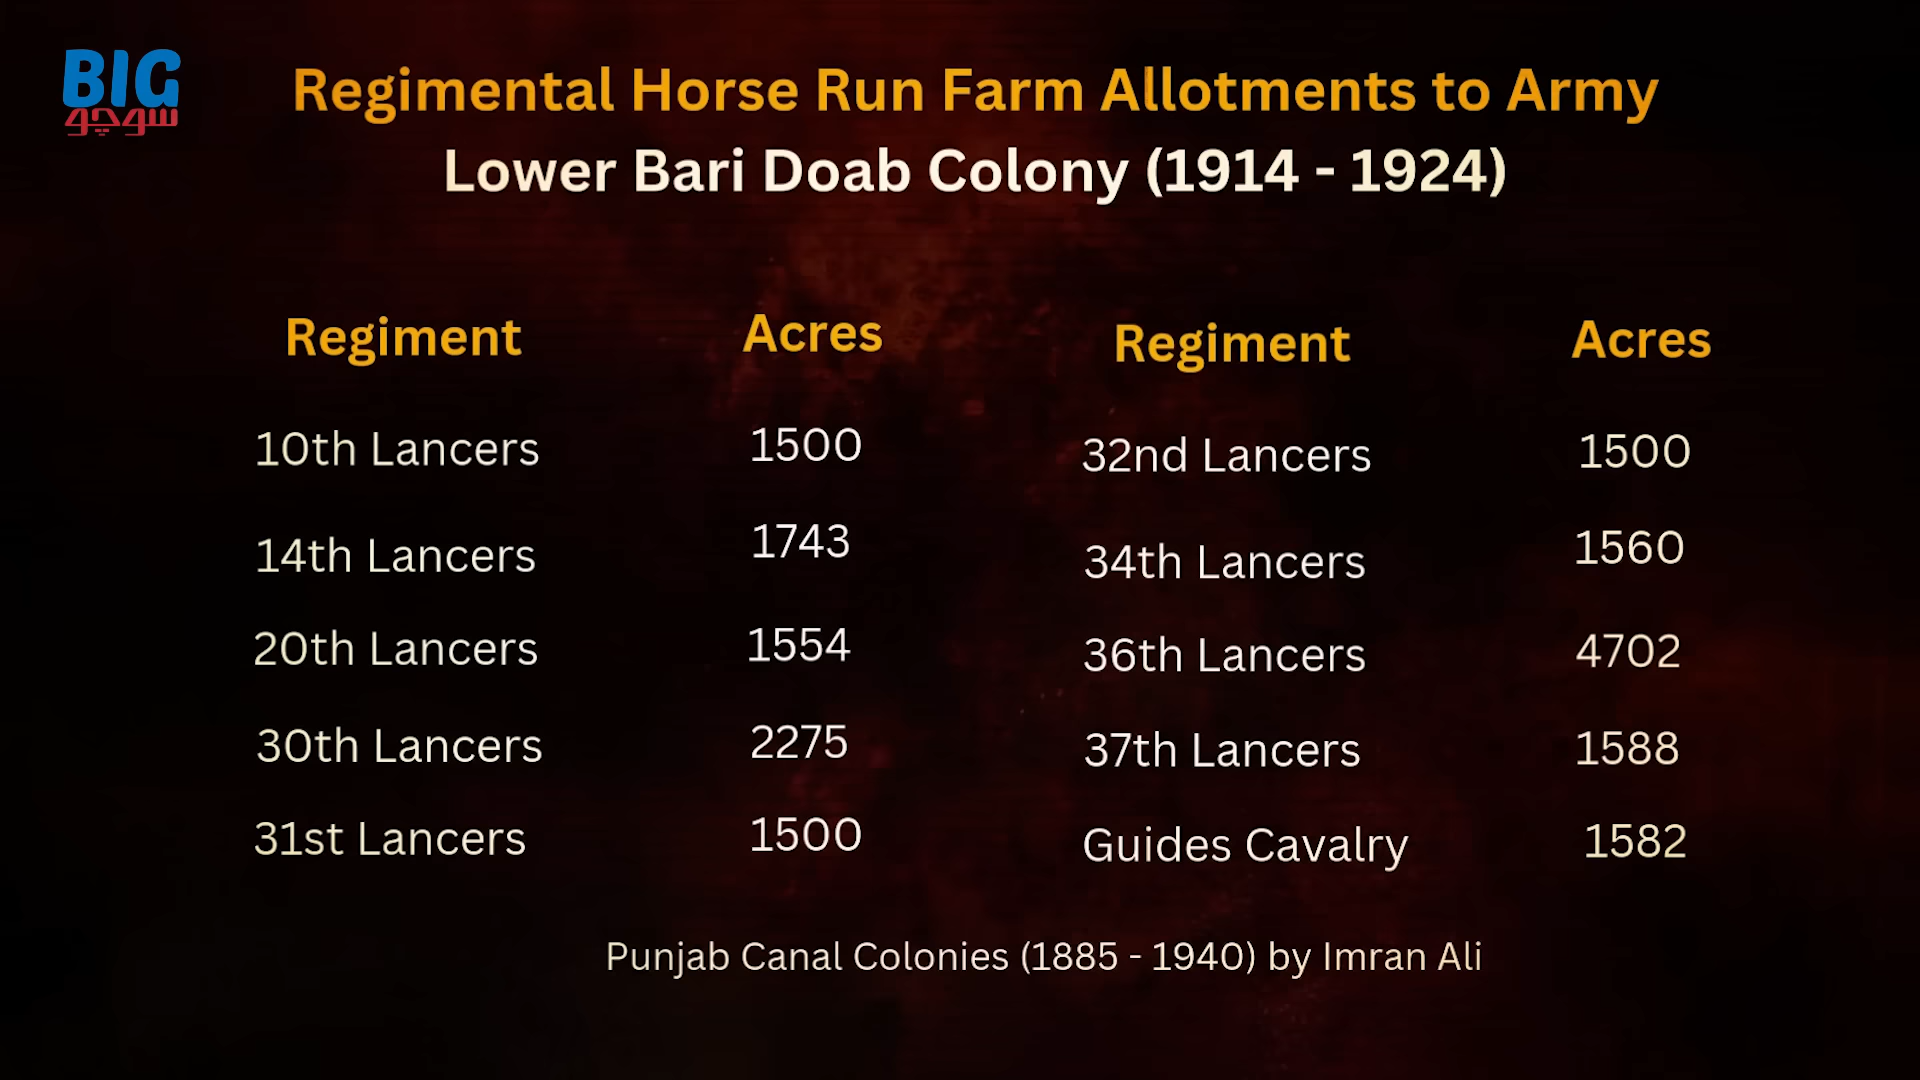 BIG
سوچو
Regimental Horse Run Farm Allotments to Army
Lower Bari Doab Colony (1914 - 1924)
Regiment Acres Regiment Acres
10th Lancers 1500 32nd Lancers 1500
14th Lancers 1743 34th Lancers 1560
20th Lancers 1554 36th Lancers 4702
30th Lancers 2275 37th Lancers 1588
31st Lancers 1500 Guides Cavalry 1582
Punjab Canal Colonies (1885 - 1940) by Imran Ali